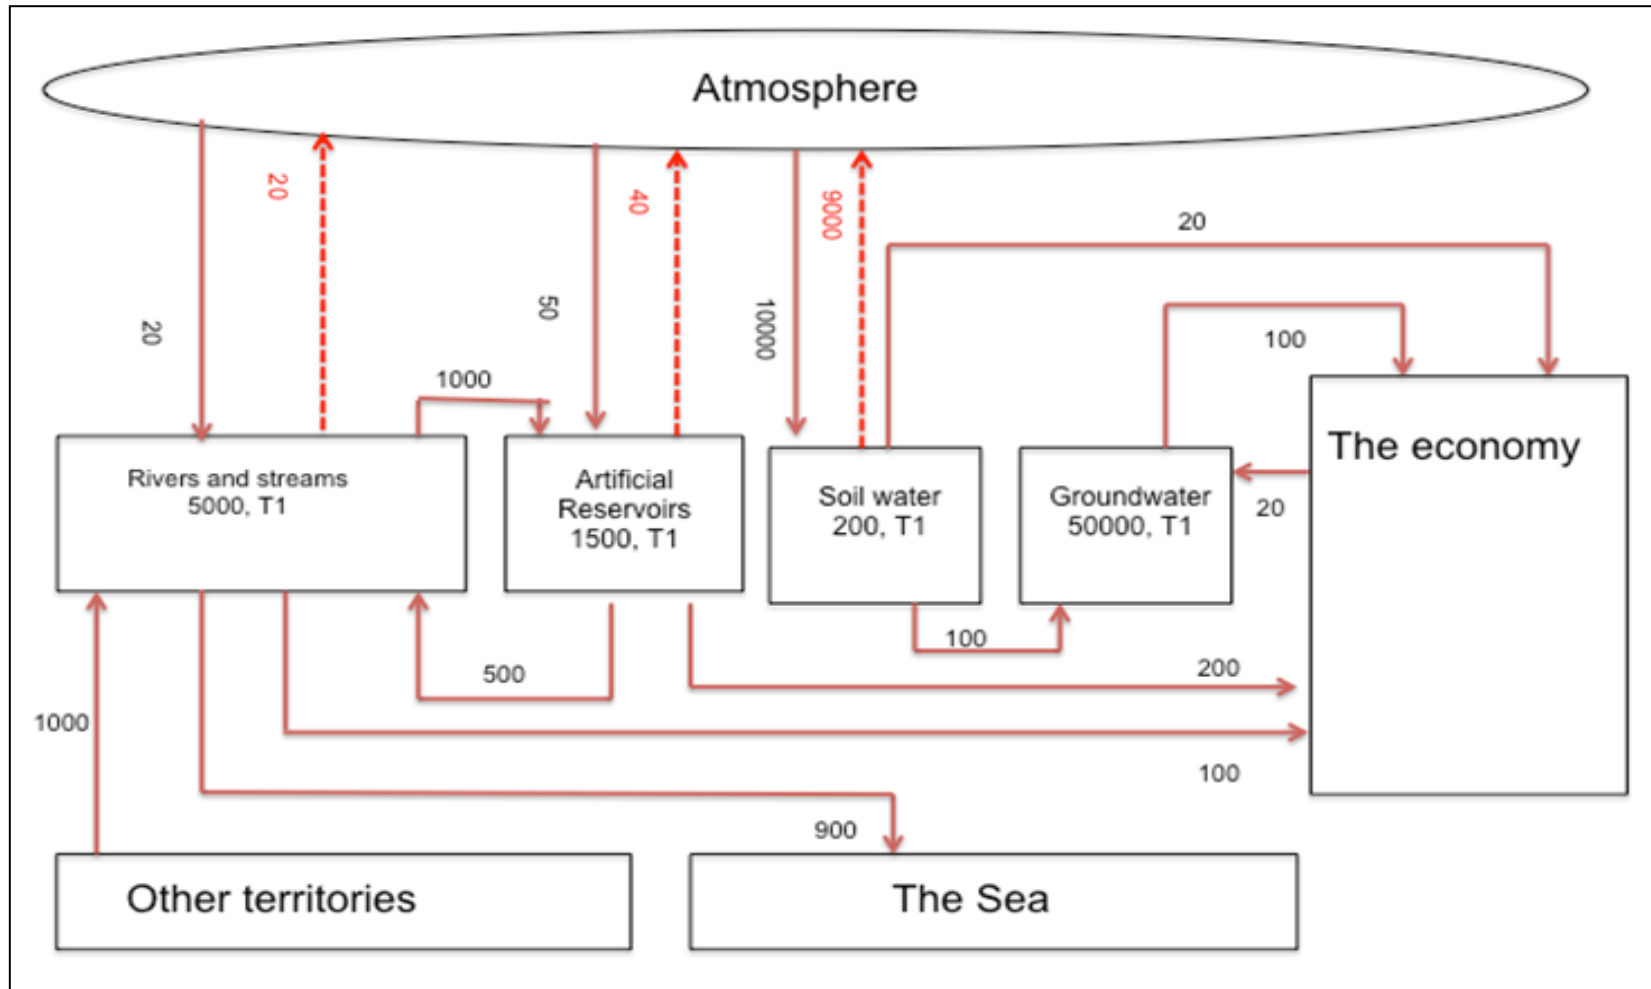 Atmosphere
20
40
9000
20
20
50
10000
100
1000
The economy
Rivers and streams
5000, T1
Artificial
Reservoirs
1500, T1
Soil water
200, T1
Groundwater
50000, T1
20
100
500
200
1000
100
900
Other territories
The Sea